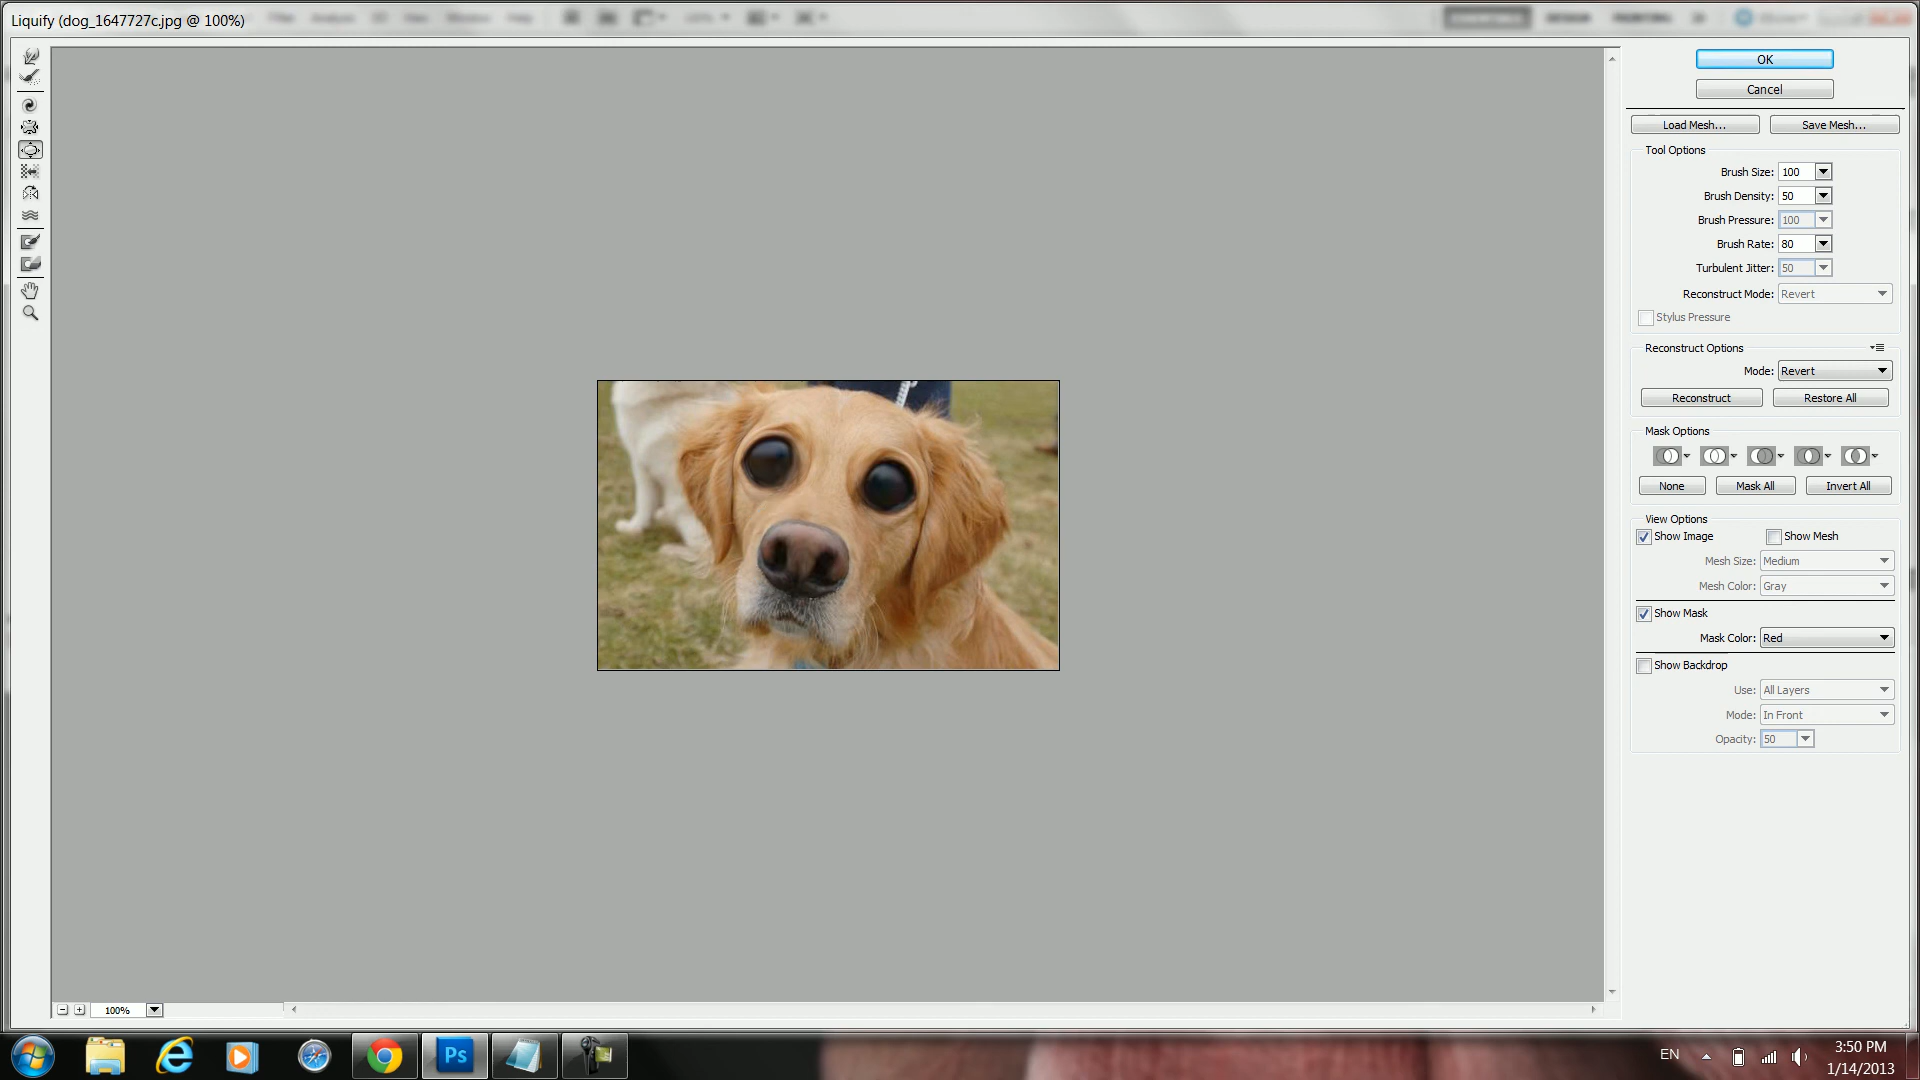 Liquify (dog_1647727c.jpg @ 100%)
OK
Cancel
Load Mesh... Save Mesh...
Tool Options
Brush Size: 100
Brush Density: 50
Brush Pressure: 100
Brush Rate: 80
Turbulent Jitter: 50
Reconstruct Mode: Revert
Stylus Pressure
Reconstruct Options
Mode: Revert
Reconstruct Restore All
Mask Options
None Mask All Invert All
View Options
Show Image Show Mesh
Mesh Size: Medium
Mesh Color: Gray
Show Mask
Mask Color: Red
Show Backdrop
Use: All Layers
Mode: In Front
Opacity: 50
100%
Ps
EN
3:50 PM
1/14/2013